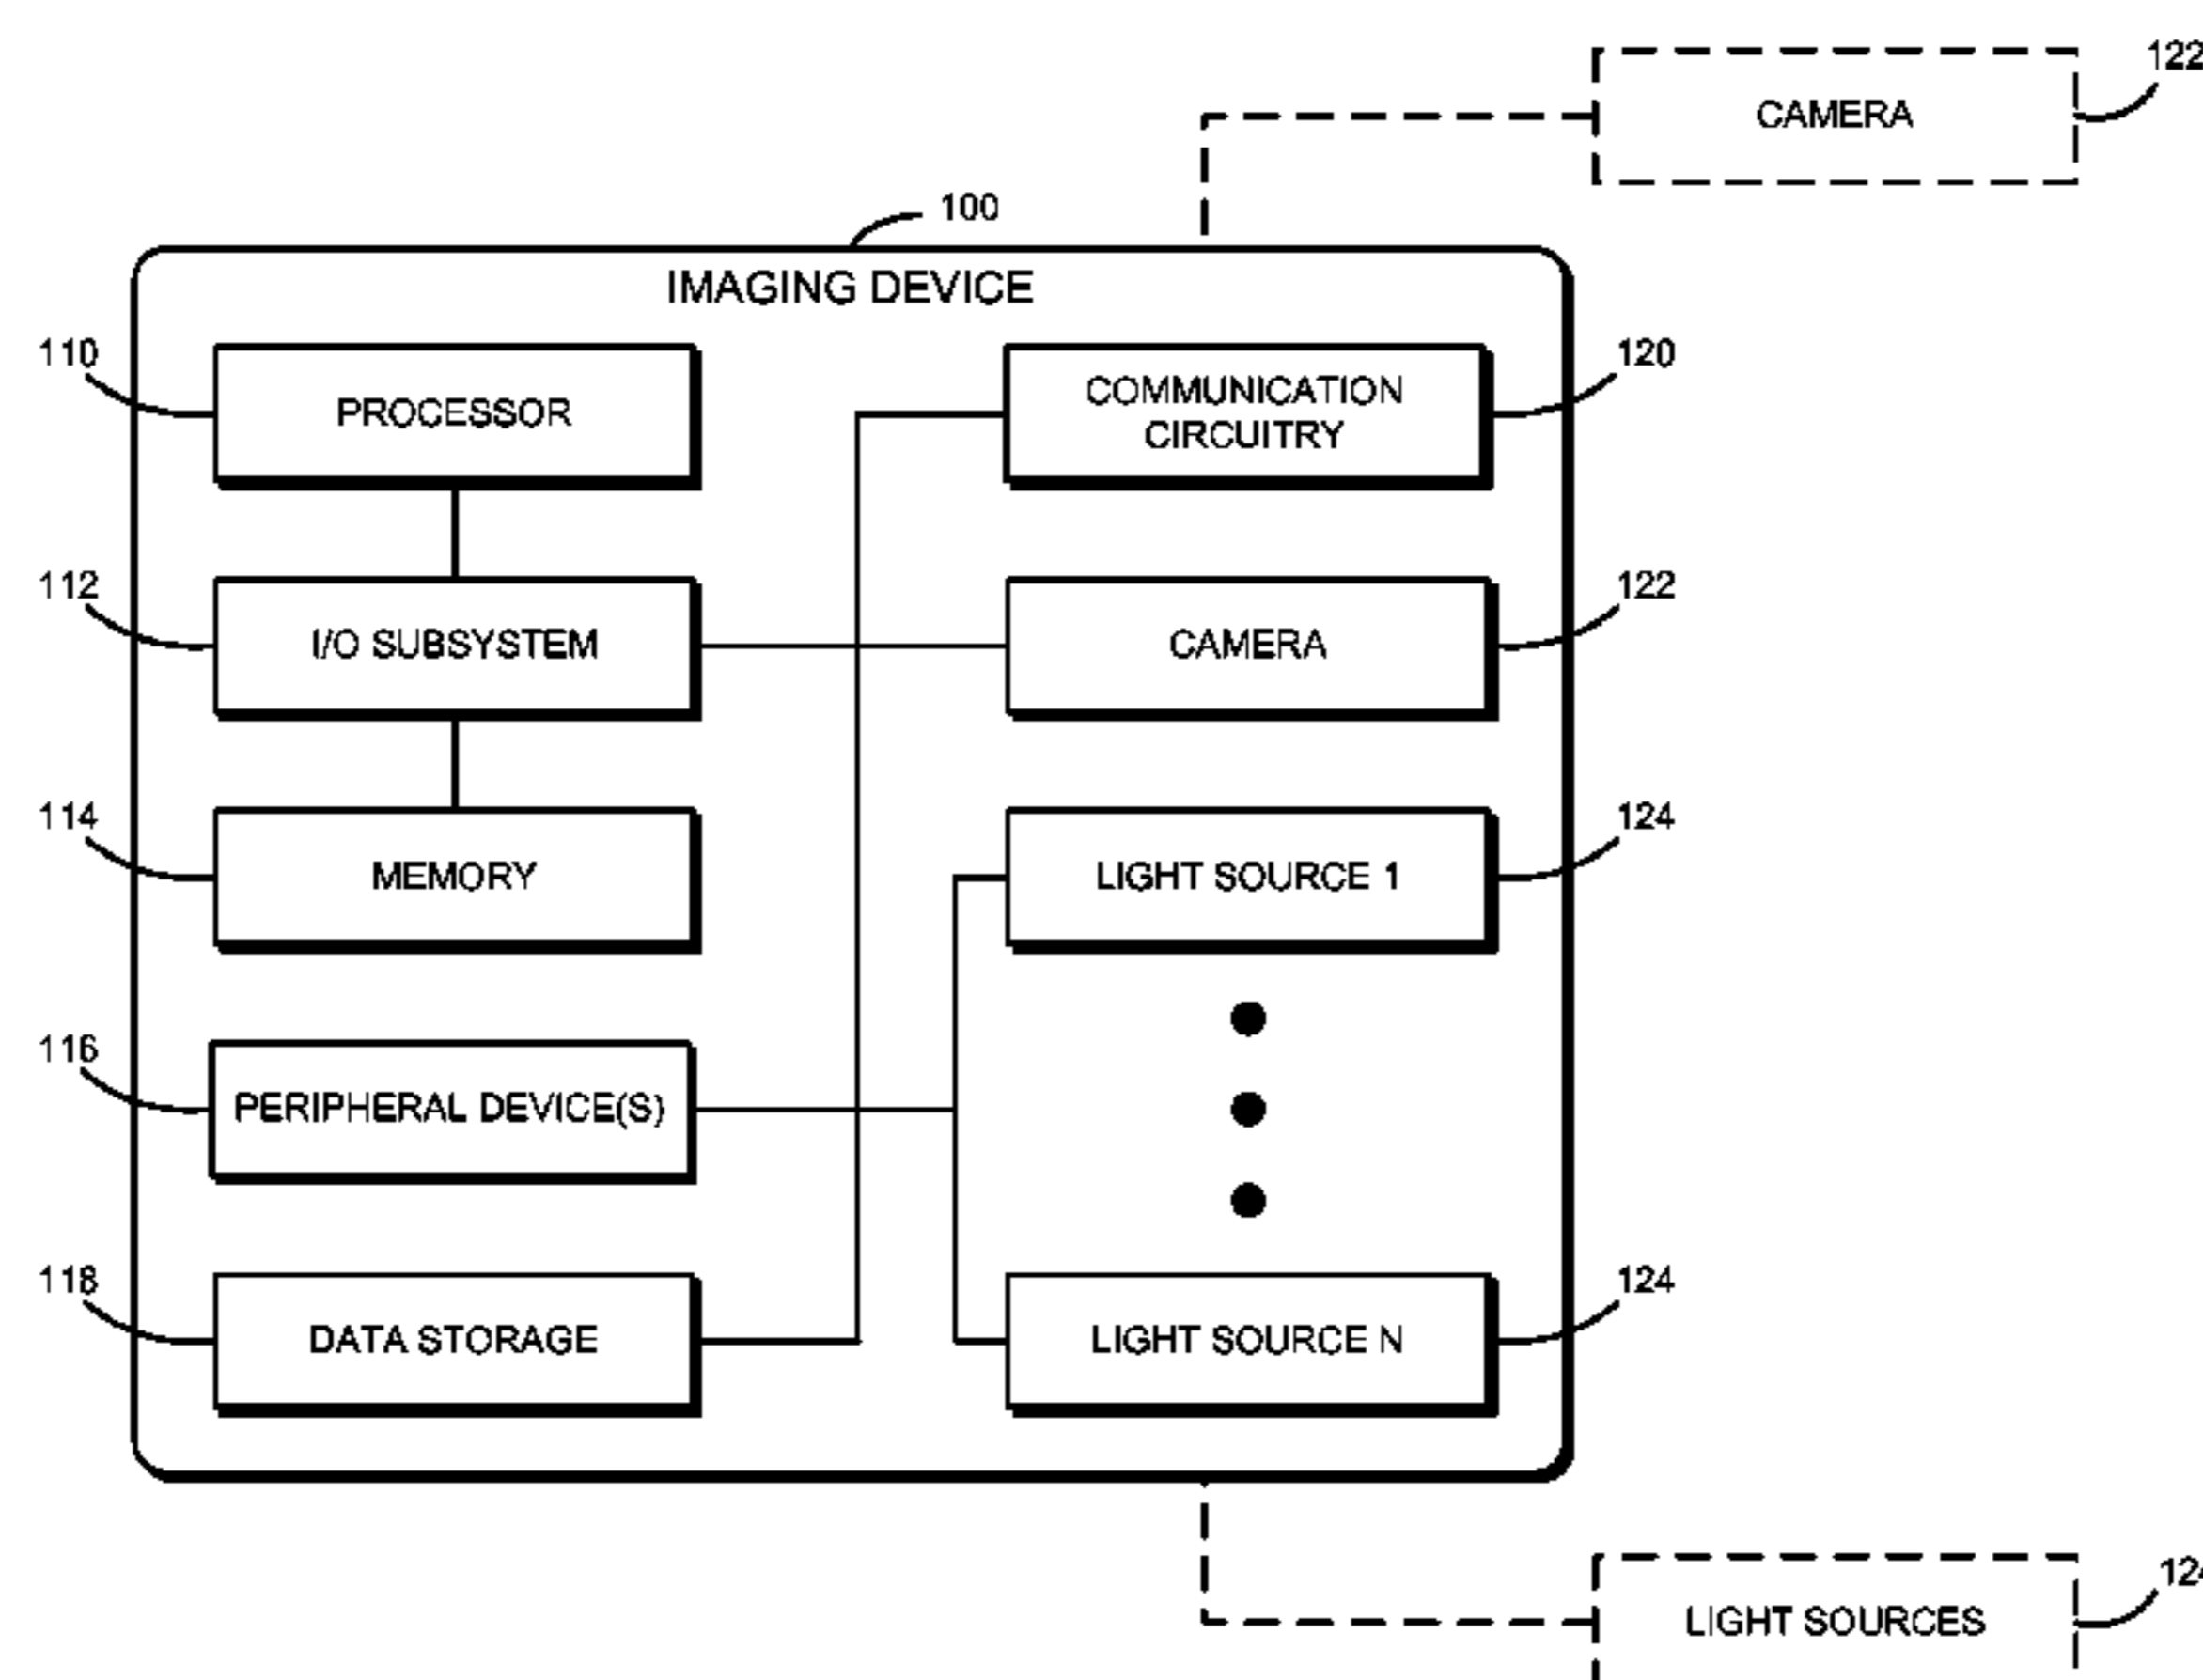 122
CAMERA
100
IMAGING DEVICE
110
PROCESSOR
COMMUNICATION
CIRCUITRY
120
112
I/O SUBSYSTEM
CAMERA
122
114
MEMORY
LIGHT SOURCE 1
124
116
PERIPHERAL DEVICE(S)
118
DATA STORAGE
LIGHT SOURCE N
124
LIGHT SOURCES
124